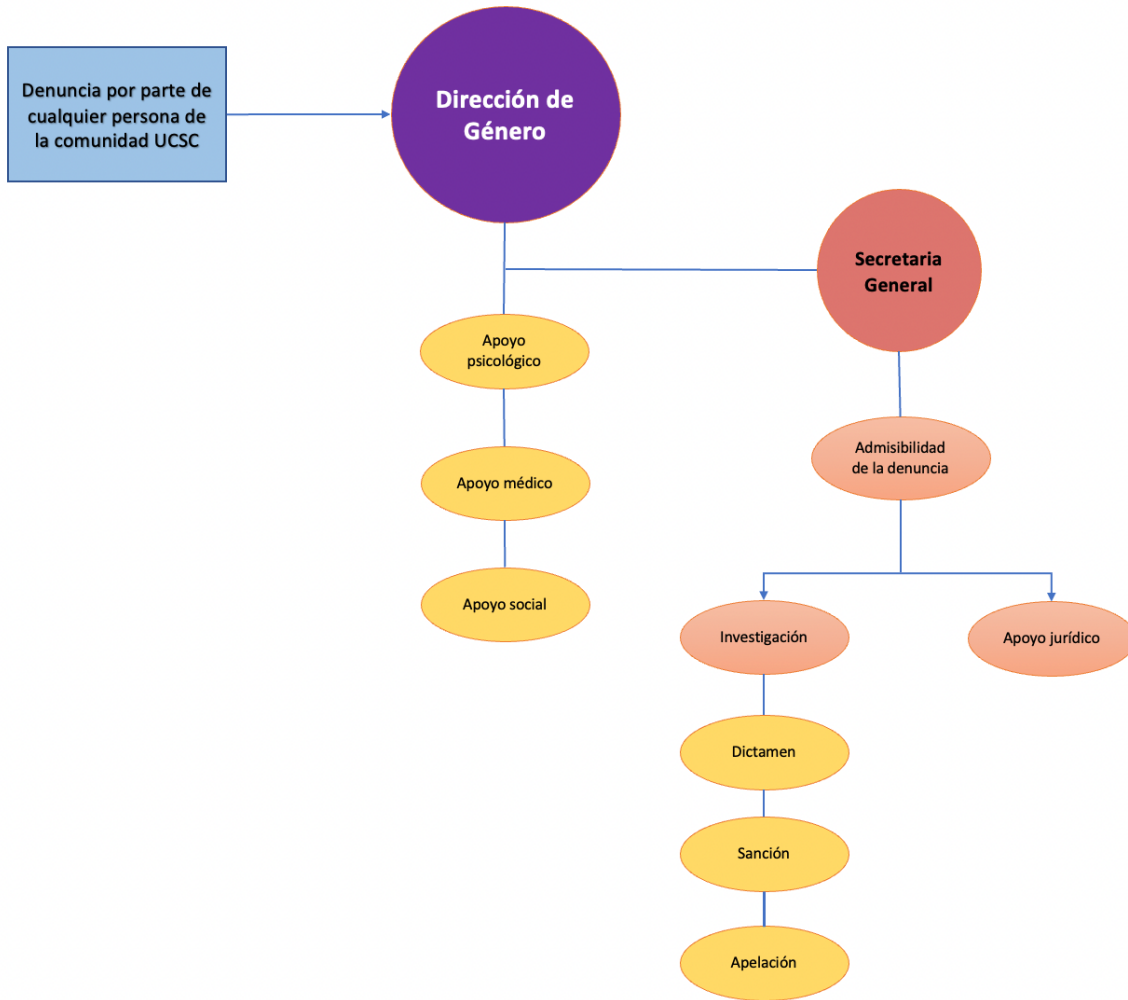 Denuncia por parte de
cualquier persona de
la comunidad UCSC
Dirección de
Género
Secretaria
General
Apoyo
psicológico
Admisibilidad
de la denuncia
Apoyo médico
Apoyo social
Investigación
Apoyo jurídico
Dictamen
Sanción
Apelación